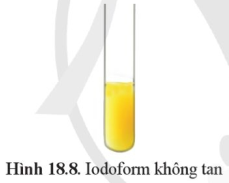 Hình 18.8. Iodoform không tan